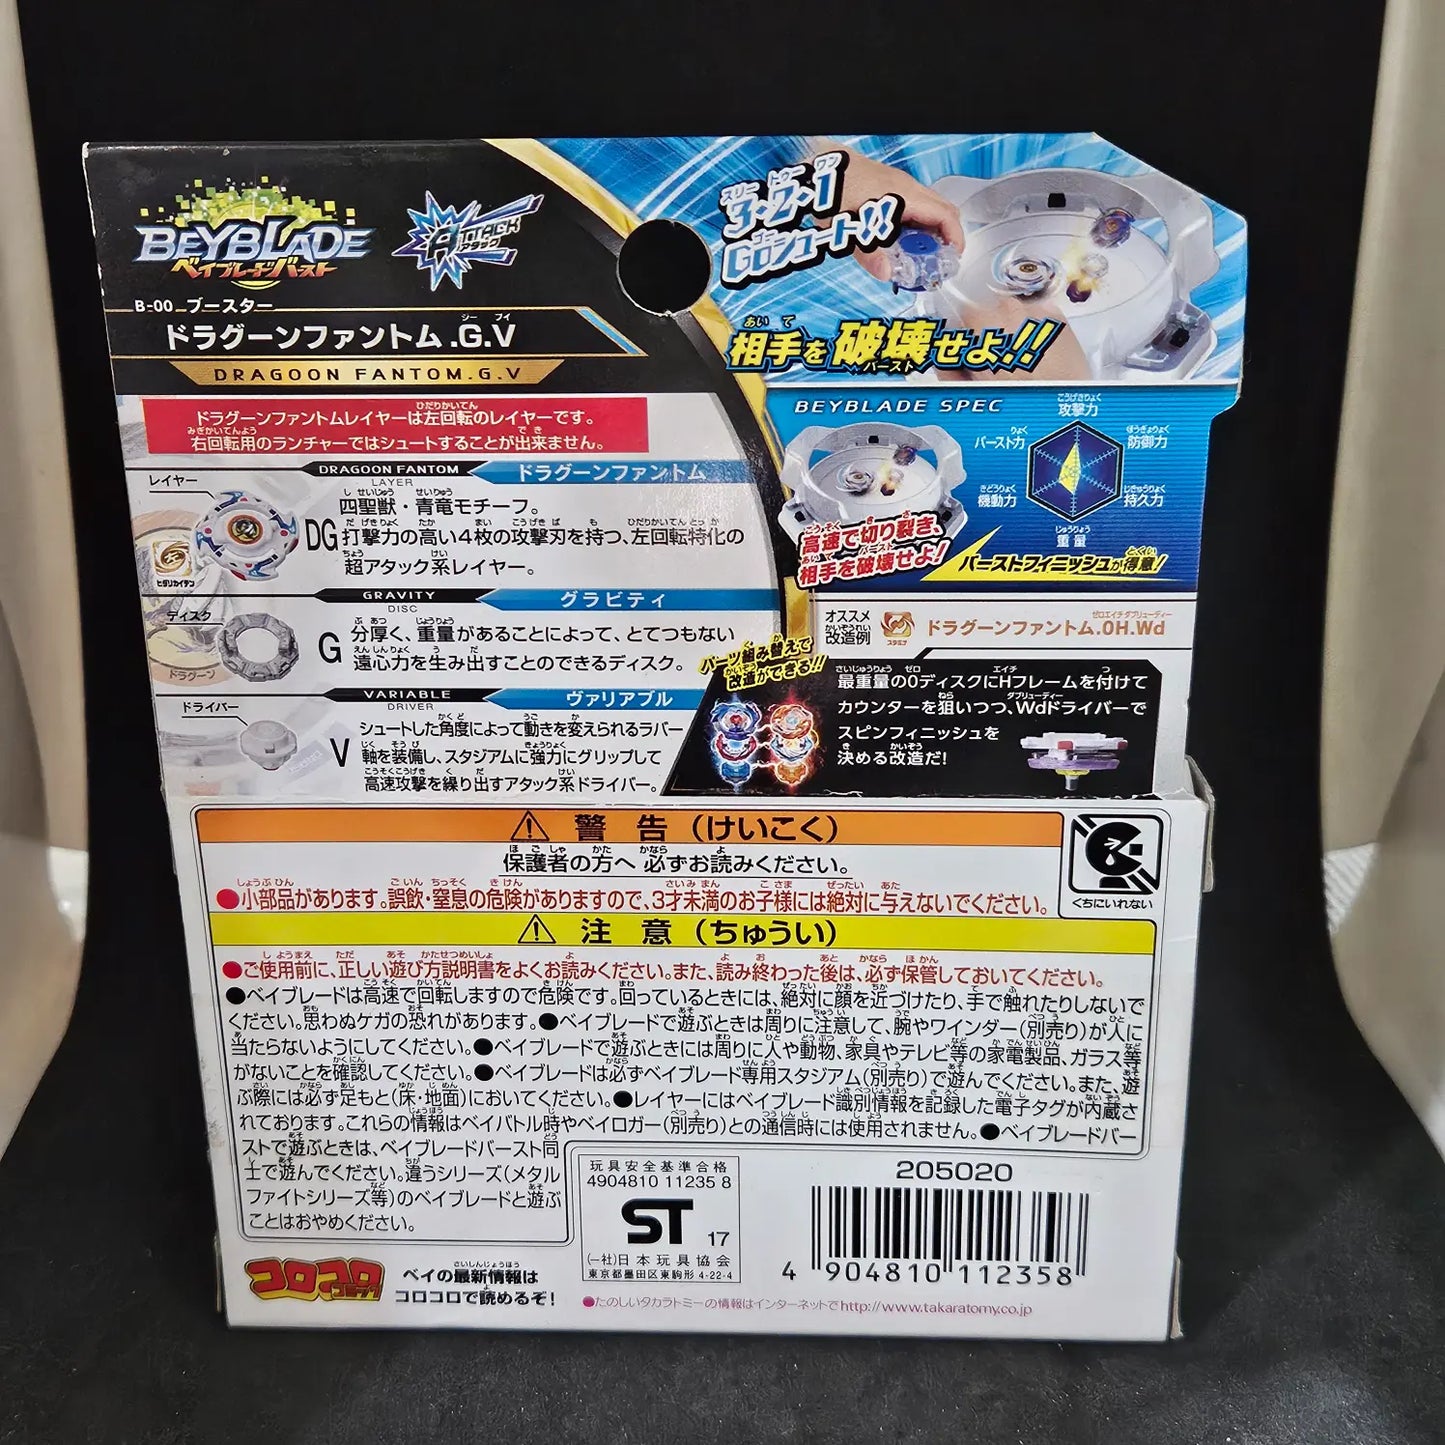 BEYBLADE
ベイブレードバースト
ATTACK
アタック
B-00 ブースター
ドラグーンファントム.G.V
DRAGOON FANTOM.G.V
ドラグーンファントムレイヤーは左回転のレイヤーです。
右回転用のランチャーではシュートすることが出来ません。
レイヤー
DRAGOON FANTOM
LAYER
ドラグーンファントム
DG
四聖獣・青竜モチーフ。
打撃力の高い4枚の攻撃刃を持つ、左回転特化の
超アタック系レイヤー。
ヒダリカイテン
ディスク
GRAVITY
DISC
グラビティ
G
分厚く、重量があることによって、とてつもない
遠心力を生み出すことのできるディスク。
ドラグーン
ドライバー
VARIABLE
DRIVER
ヴァリアブル
V
シュートした角度によって動きを変えられるラバー
軸を装備し、スタジアムに強力にグリップして
高速攻撃を繰り出すアタック系ドライバー。
3・2・1
GOシュート!!
相手を破壊せよ!!
バースト
BEYBLADE SPEC
攻撃力
防御力
持久力
重量
機動力
バースト力
高速で切り裂き、
相手を破壊せよ!
バーストフィニッシュが得意!
オススメ
改造例
スタミナ
ドラグーンファントム.0H.Wd
パーツ組み替えで
改造ができる!!
最重量の0ディスクにHフレームを付けて
カウンターを狙いつつ、Wdドライバーで
スピンフィニッシュを
決める改造だ!
警告(けいこく)
保護者の方へ 必ずお読みください。
●小部品があります。誤飲・窒息の危険がありますので、3才未満のお子様には絶対に与えないでください。
くちにいれない
注意(ちゅうい)
●ご使用前に、正しい遊び方説明書をよくお読みください。また、読み終わった後は、必ず保管しておいてください。
●ベイブレードは高速で回転しますので危険です。回っているときには、絶対に顔を近づけたり、手で触れたりしないで
ください。思わぬケガの恐れがあります。●ベイブレードで遊ぶときは周りに注意して、腕やワインダー(別売り)が人に
当たらないようにしてください。●ベイブレードで遊ぶときには周りに人や動物、家具やテレビ等の家電製品、ガラス等
がないことを確認してください。●ベイブレードは必ずベイブレード専用スタジアム(別売り)で遊んでください。また、遊
ぶ際には必ず足もと(床・地面)においてください。●レイヤーにはベイブレード識別情報を記録した電子タグが内蔵さ
れております。これらの情報はベイバトル時やベイロガー(別売り)との通信時には使用されません。●ベイブレードバー
ストで遊ぶときは、ベイブレードバースト同
士で遊んでください。違うシリーズ(メタル
ファイトシリーズ等)のベイブレードと遊ぶ
ことはおやめください。
玩具安全基準合格
4904810 11235 8
ST 17
(一社)日本玩具協会
東京都墨田区東駒形 4-22-4
205020
4 904810 112358
コロコロ
コミック
ベイの最新情報は
コロコロで読めるぞ!
●たのしいタカラトミーの情報はインターネットで http://www.takaratomy.co.jp